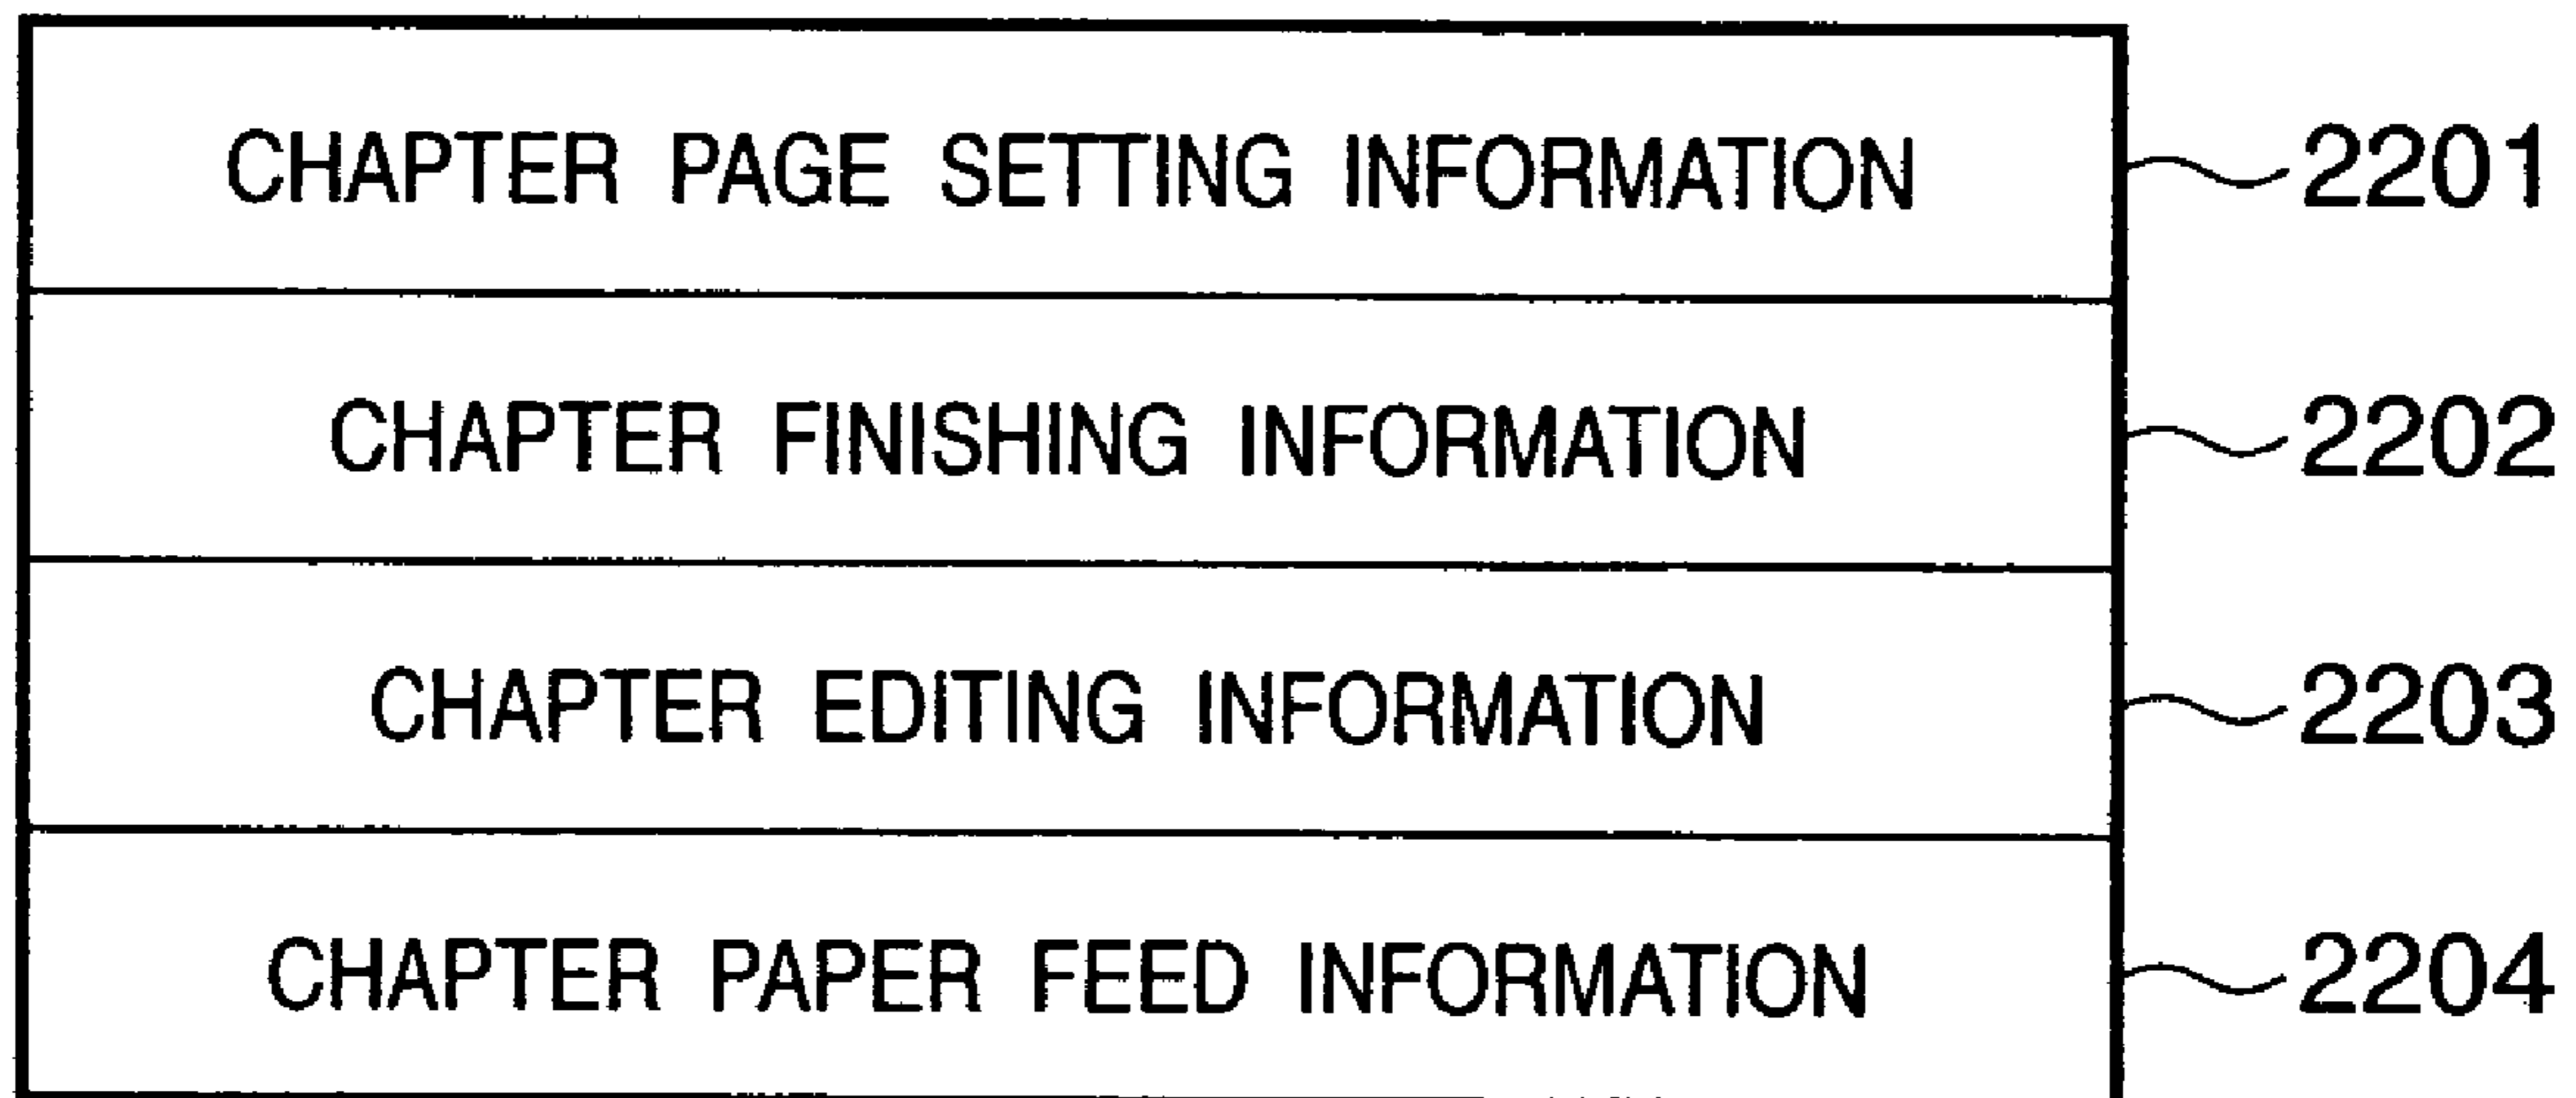 CHAPTER PAGE SETTING INFORMATION 2201
CHAPTER FINISHING INFORMATION 2202
CHAPTER EDITING INFORMATION 2203
CHAPTER PAPER FEED INFORMATION 2204